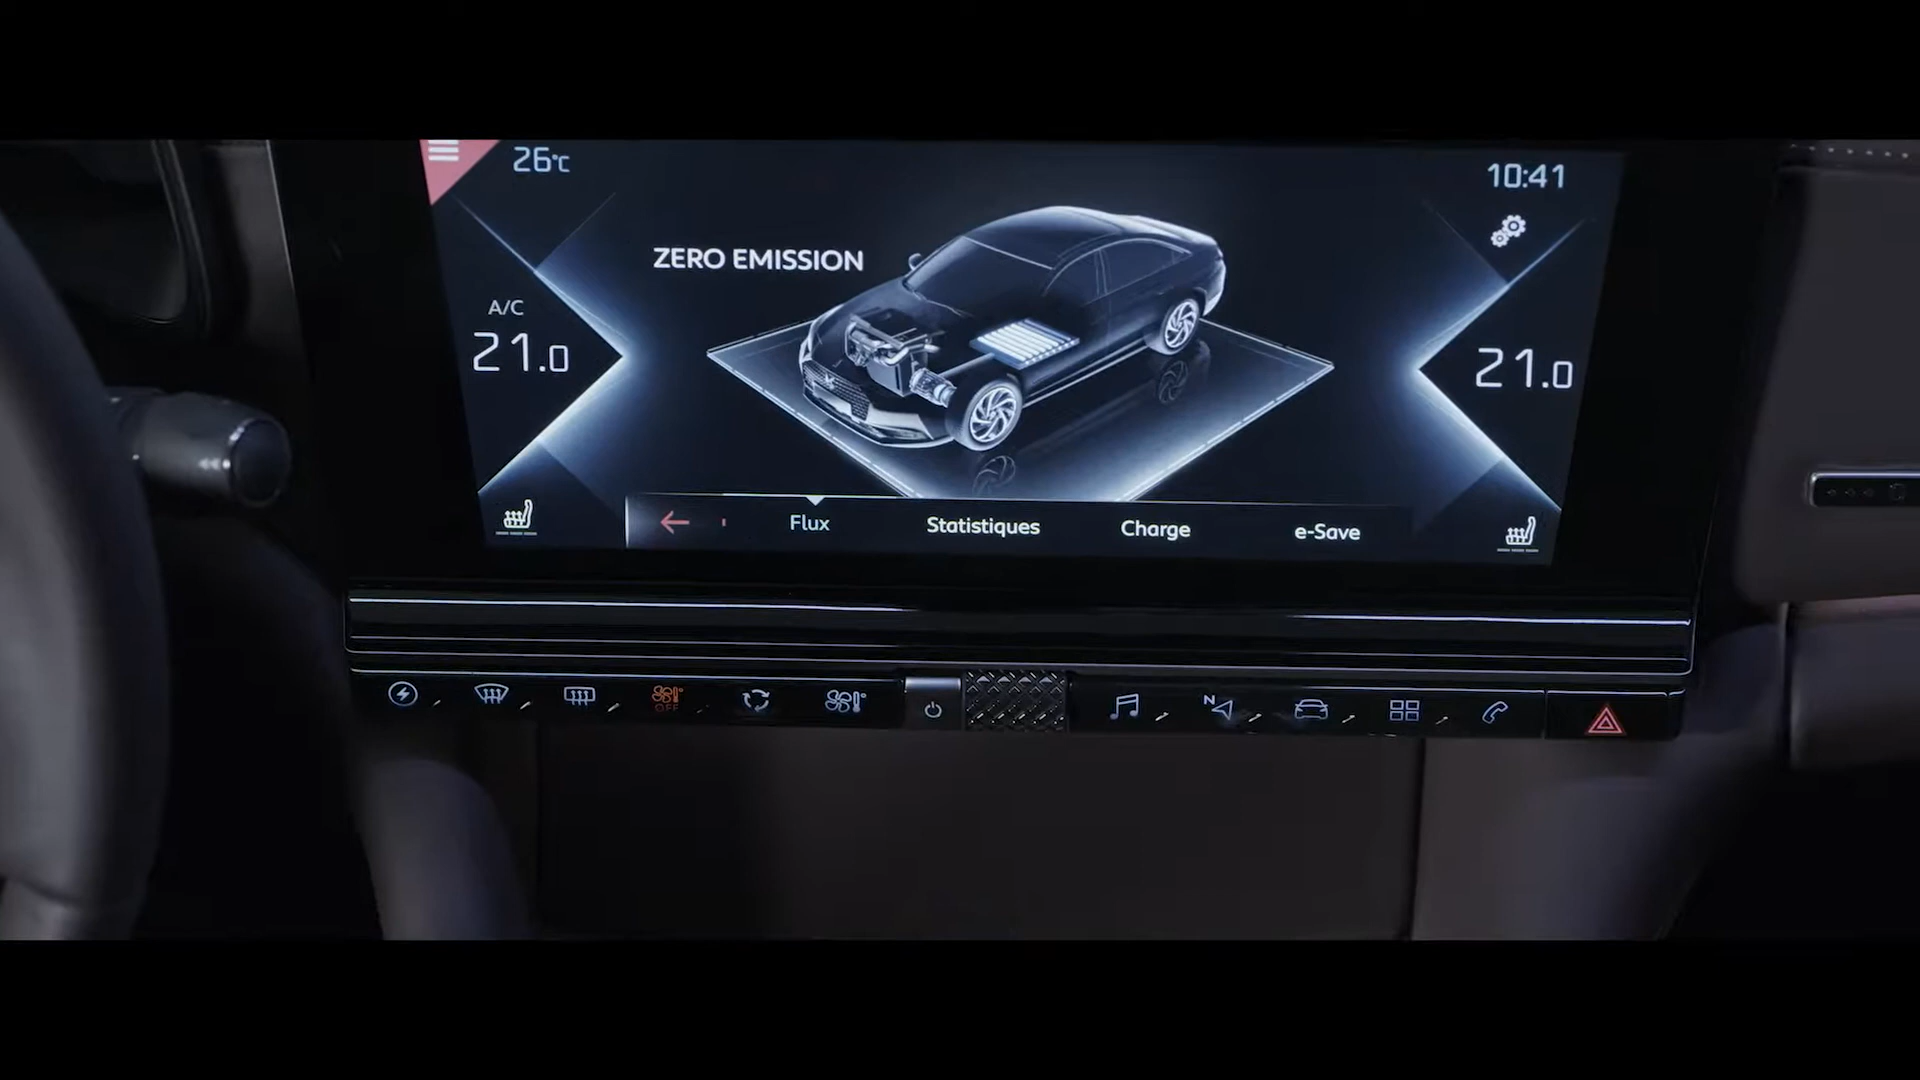 26°C
10:41
ZERO EMISSION
A/C
21.0
21.0
Flux
Statistiques
Charge
e-Save
OFF
N